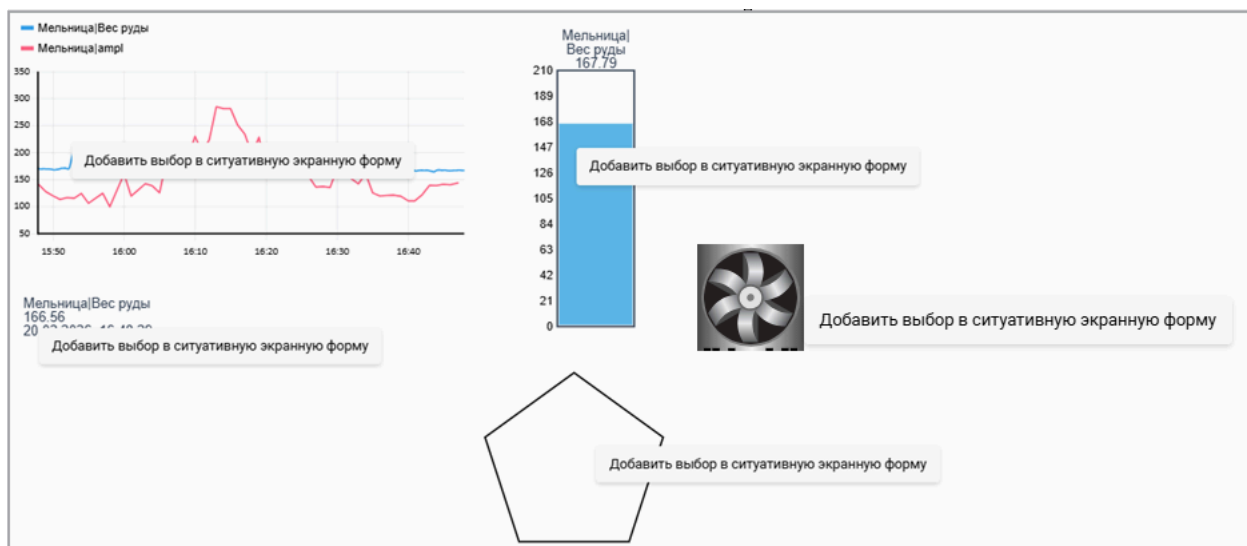 Мельница|Вес руды
Мельница|ampl
350
300
250
200
150
100
50
15:50
16:00
16:10
16:20
16:30
16:40
Добавить выбор в ситуативную экранную форму
Мельница|
Вес руды
167.79
210
189
168
147
126
105
84
63
42
21
0
Добавить выбор в ситуативную экранную форму
Добавить выбор в ситуативную экранную форму
Мельница|Вес руды
166.56
Добавить выбор в ситуативную экранную форму
Добавить выбор в ситуативную экранную форму